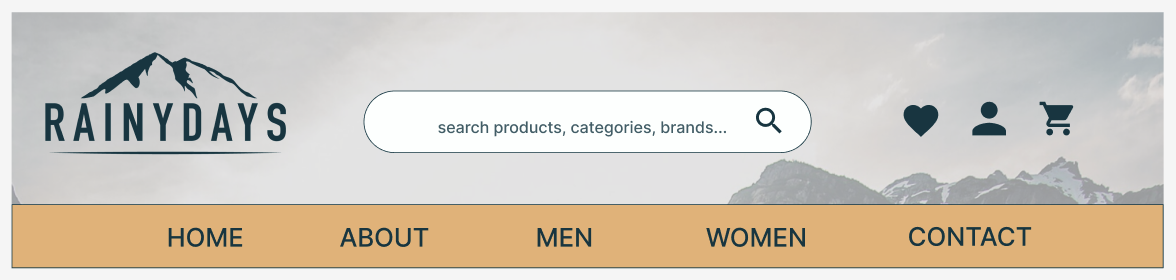 RAINYDAYS
search products, categories, brands...
HOME ABOUT MEN WOMEN CONTACT